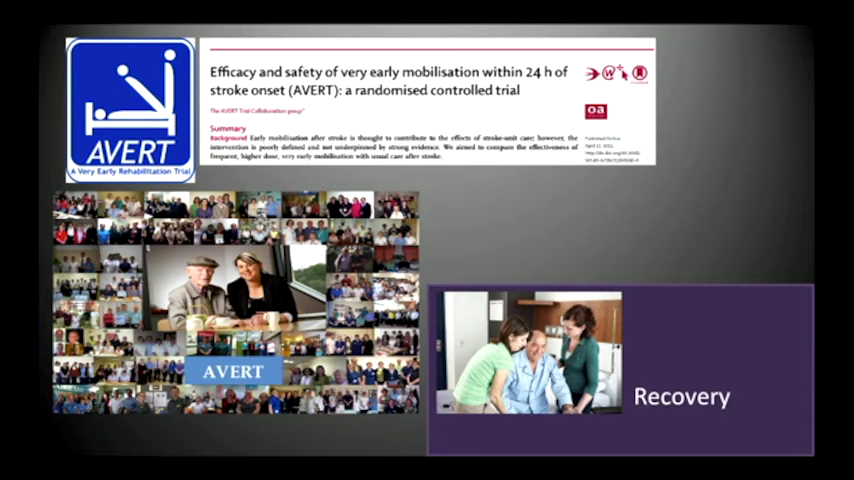 AVERT
A Very Early Rehabilitation Trial
Efficacy and safety of very early mobilisation within 24 h of
stroke onset (AVERT): a randomised controlled trial
The AVERT Trial Collaboration group*
Summary
Background Early mobilisation after stroke is thought to contribute to the effects of stroke-unit care; however, the
intervention is poorly defined and not underpinned by strong evidence. We aimed to compare the effectiveness of
frequent, higher dose, very early mobilisation with usual care after stroke.
oa
Published Online
AVERT
Recovery